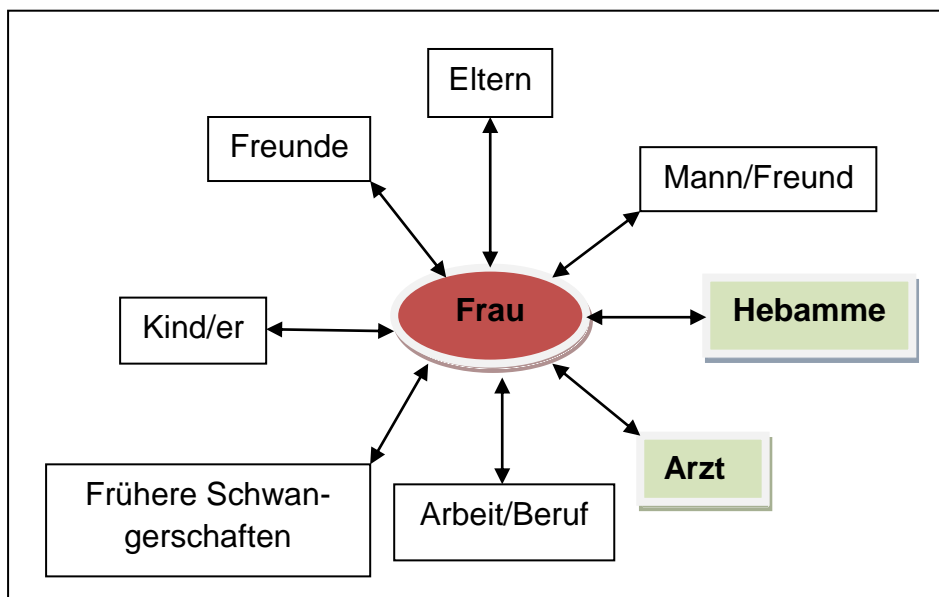 Eltern
Freunde
Mann/Freund
Frau
Hebamme
Kind/er
Arzt
Frühere Schwan-
gerschaften
Arbeit/Beruf